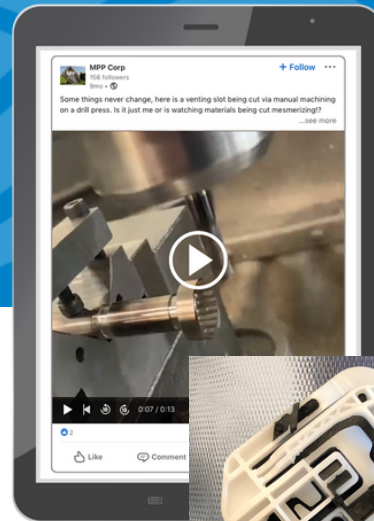 MPP Corp
156 followers
9mo •
+ Follow ...
Some things never change, here is a venting slot being cut via manual machining
on a drill press. Is it just me or is watching materials being cut mesmerizing!?
...see more
0:07 / 0:13
2
Like
Comment